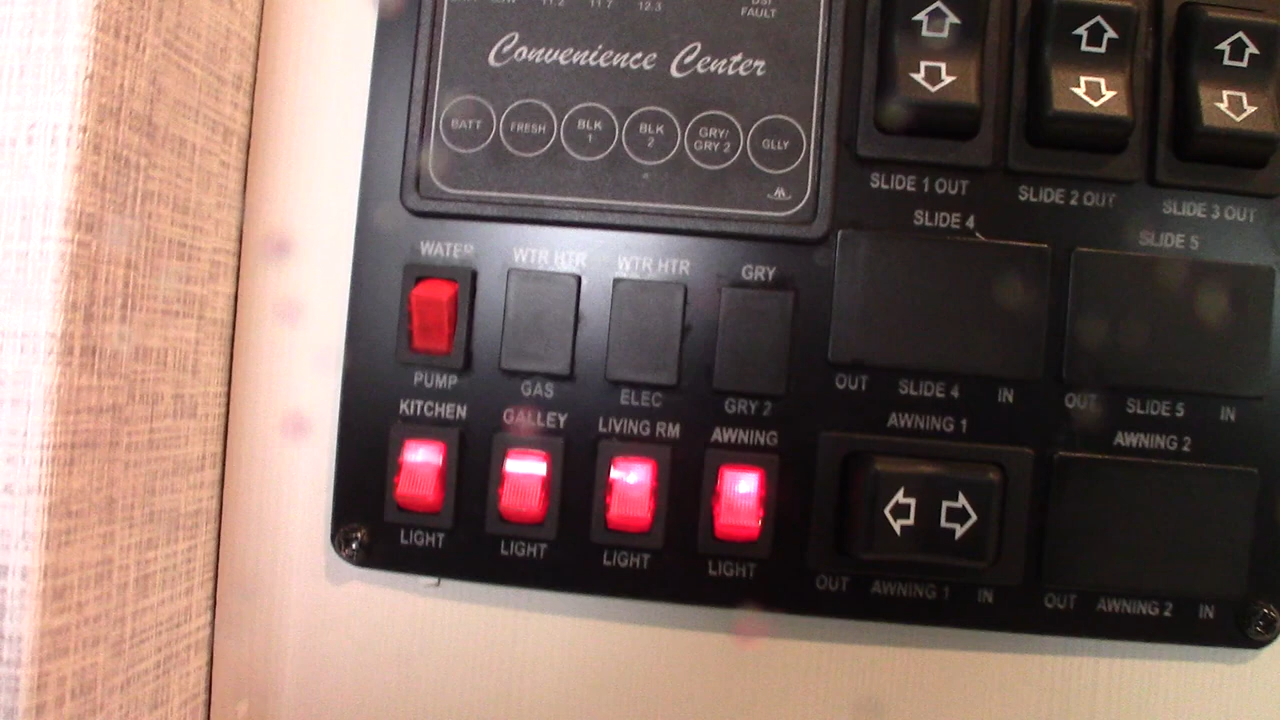 11.2 11.7 12.3
DSI
FAULT
Convenience Center
BATT
FRESH
BLK
1
BLK
2
GRY/
GRY 2
GLLY
SLIDE 1 OUT
SLIDE 2 OUT
SLIDE 3 OUT
SLIDE 4
SLIDE 5
WATER
WTR HTR
WTR HTR
GRY
PUMP
GAS
ELEC
GRY 2
OUT SLIDE 4 IN
OUT SLIDE 5 IN
KITCHEN
GALLEY
LIVING RM
AWNING
AWNING 1
AWNING 2
LIGHT
LIGHT
LIGHT
LIGHT
OUT AWNING 1 IN
OUT AWNING 2 IN